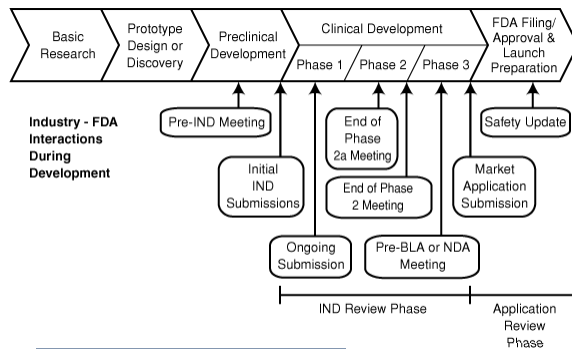 Basic
Research
Prototype
Design or
Discovery
Preclinical
Development
Clinical Development
Phase 1
Phase 2
Phase 3
FDA Filing/
Approval &
Launch
Preparation
Industry - FDA
Interactions
During
Development
Pre-IND Meeting
Initial
IND
Submissions
Ongoing
Submission
End of
Phase
2a Meeting
End of Phase
2 Meeting
Pre-BLA or NDA
Meeting
Market
Application
Submission
Safety Update
IND Review Phase
Application
Review
Phase